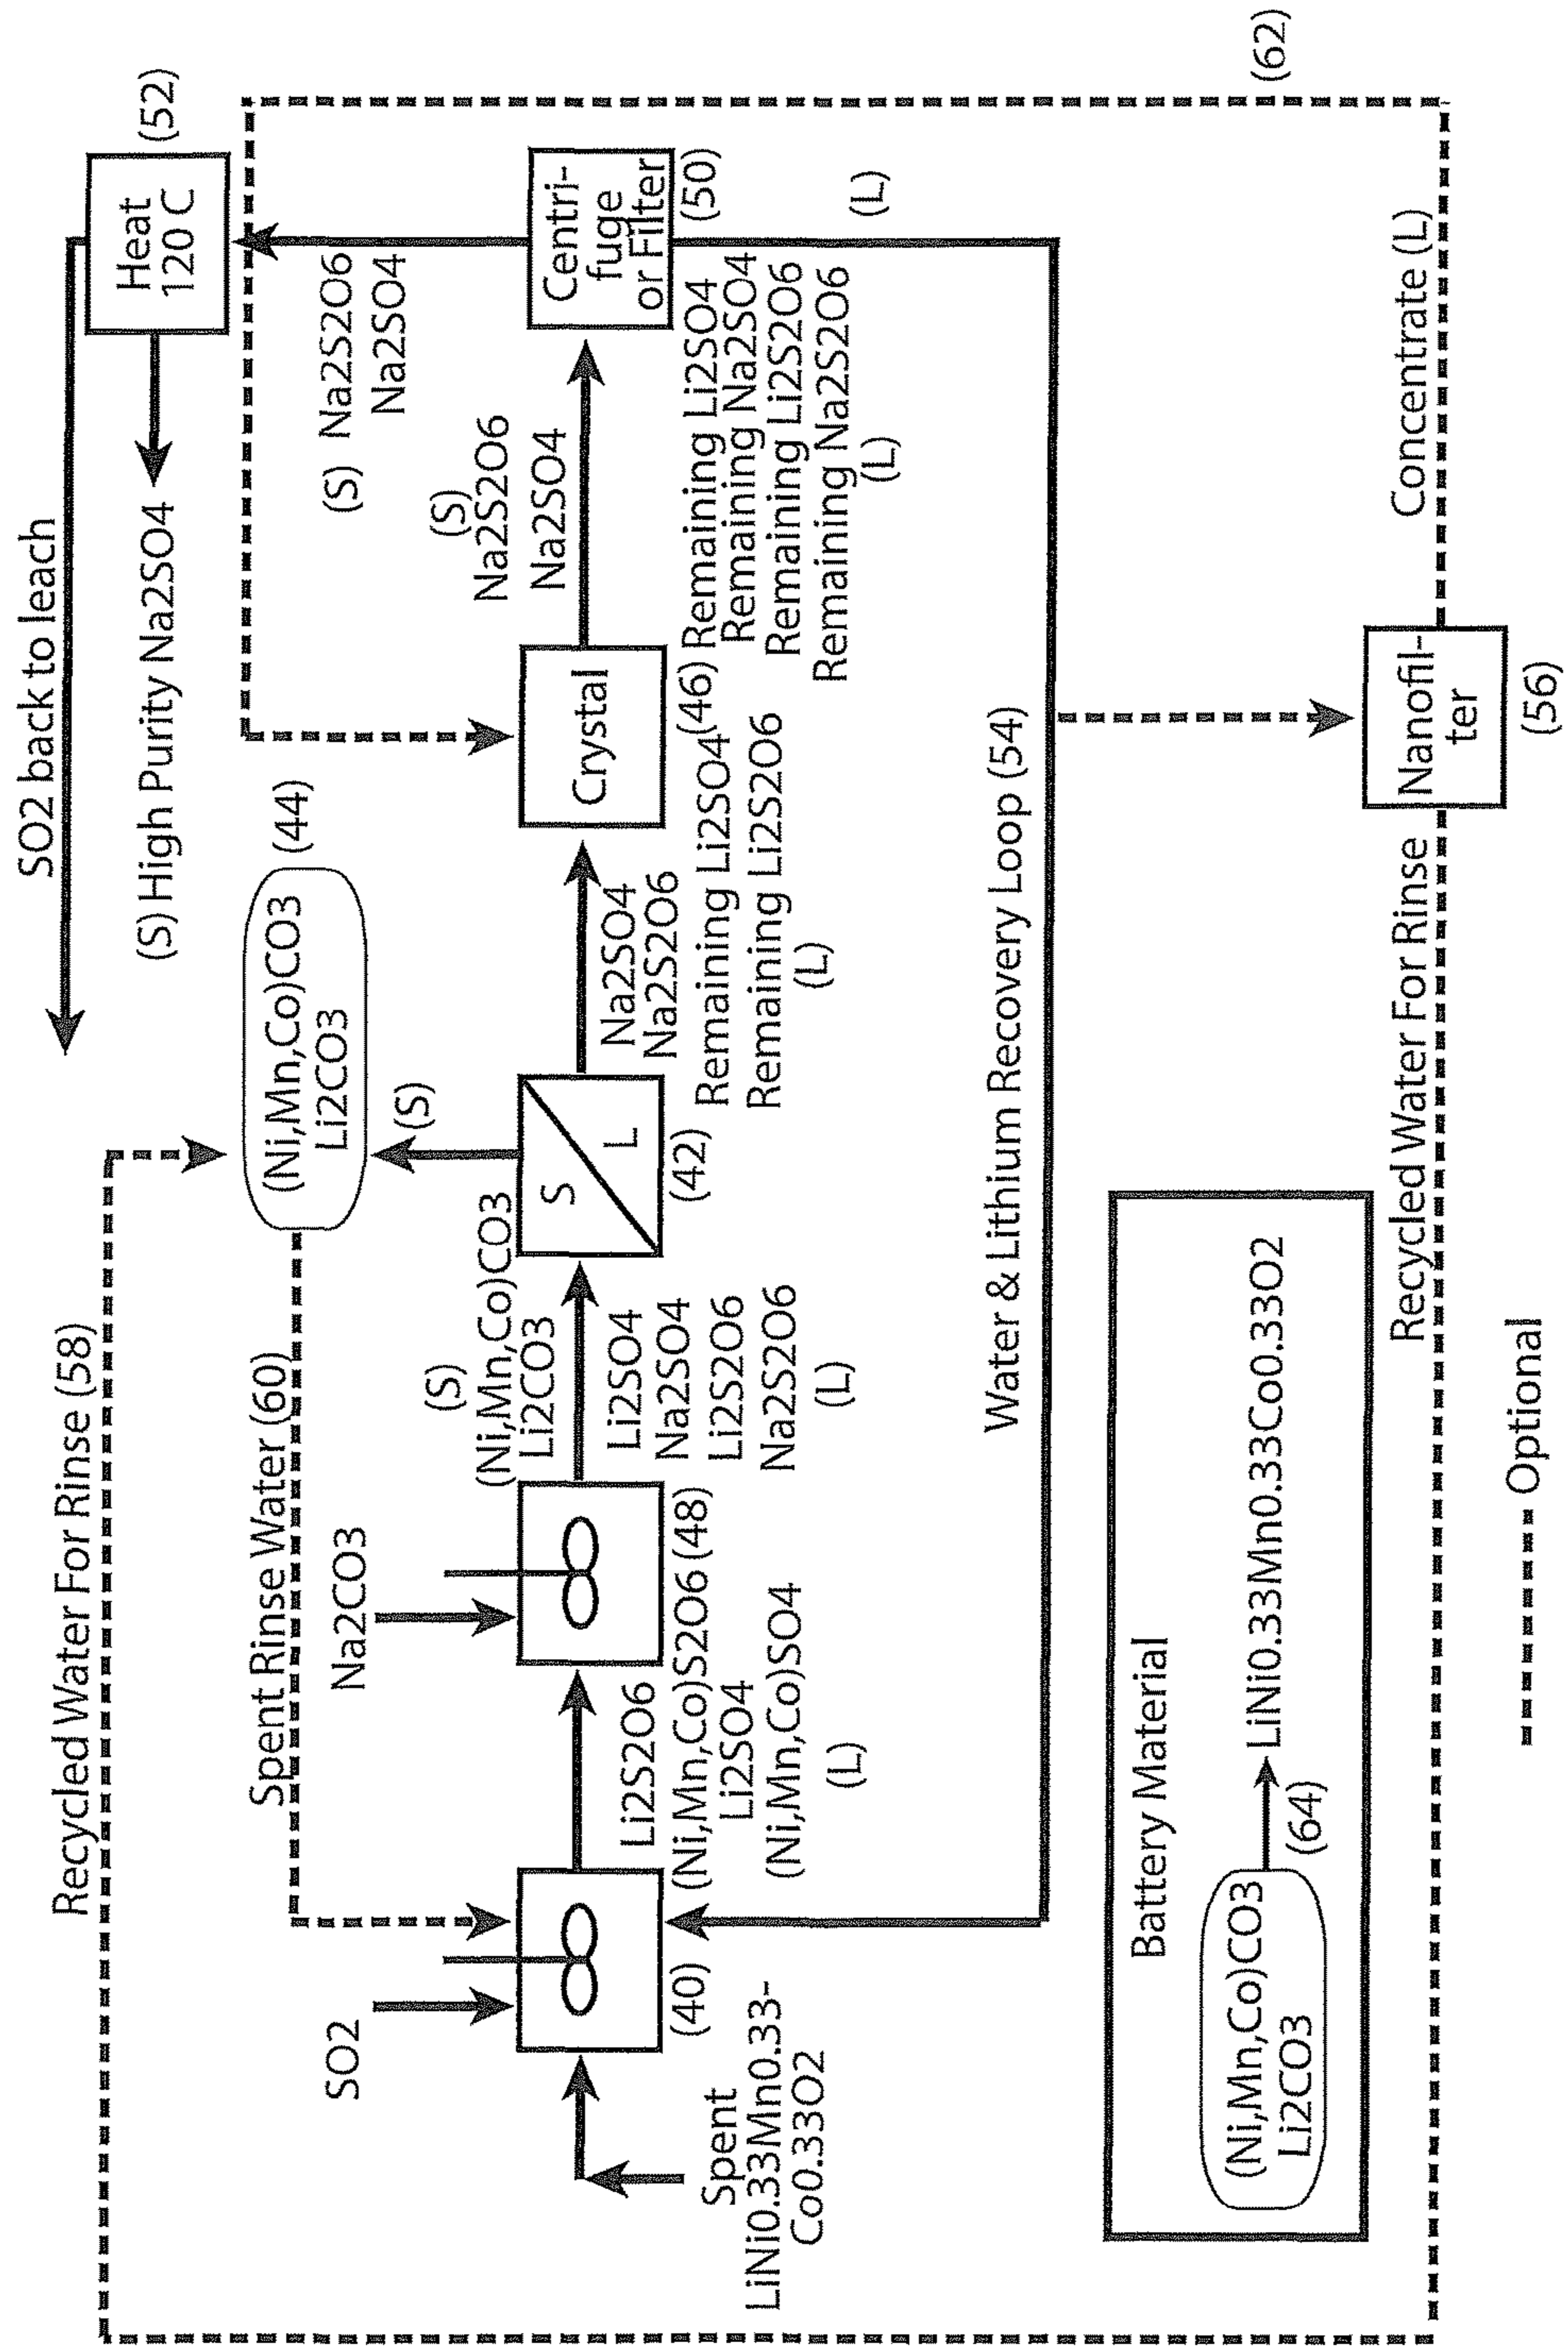 SO2 back to leach
(S) High Purity Na2SO4
Heat
120 C
(52)
Recycled Water For Rinse (58)
Spent Rinse Water (60)
(Ni,Mn,Co)CO3
Li2CO3
(44)
(S)
(S) Na2S2O6
Na2SO4
SO2
Na2CO3
Spent
LiNi0.33Mn0.33-
Co0.33O2
(40)
Li2S2O6
(Ni,Mn,Co)S2O6
Li2SO4
(Ni,Mn,Co)SO4
(L)
(48)
(S)
(Ni,Mn,Co)CO3
Li2CO3
Li2SO4
Na2SO4
Li2S2O6
Na2S2O6
(L)
S
L
(42)
Na2SO4
Na2S2O6
Remaining Li2SO4
Remaining Li2S2O6
(L)
Crystal
(46)
(S)
Na2S2O6
Na2SO4
Centri-
fuge
or Filter
(50)
Remaining Li2SO4
Remaining Na2SO4
Remaining Li2S2O6
Remaining Na2S2O6
(L)
(L)
Water & Lithium Recovery Loop (54)
Battery Material
(Ni,Mn,Co)CO3
Li2CO3
(64)
LiNi0.33Mn0.33Co0.33O2
Recycled Water For Rinse
Nanofil-
ter
(56)
Concentrate (L)
(62)
Optional